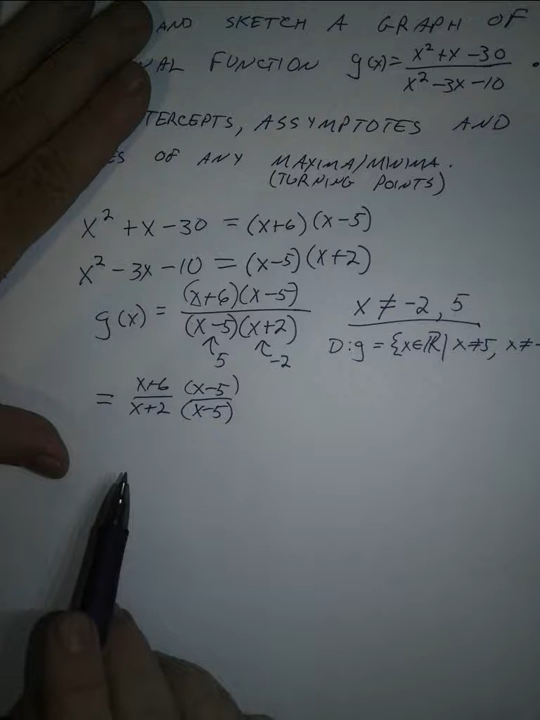 AND SKETCH A GRAPH OF
NAL FUNCTION g(x) = x² + x - 30 / x² - 3x - 10 .
TERCEPTS, ASSYMPTOTES AND
ES OF ANY MAXIMA/MINIMA.
(TURNING POINTS)
x² + x - 30 = (x+6)(x-5)
x² - 3x - 10 = (x-5)(x+2)
g(x) = (x+6)(x-5) / (x-5)(x+2) x ≠ -2, 5
↑5 ↑-2 D:g = {x∈ℝ| x≠5, x≠-
= x+6 / x+2 (x-5) / (x-5)